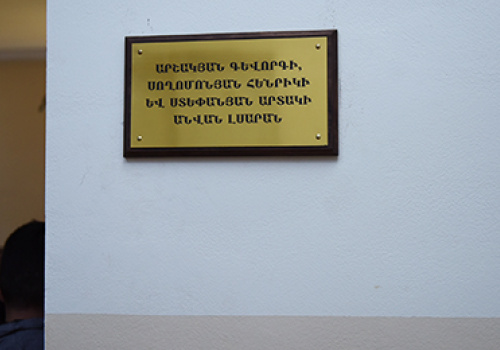 ԱՐՇԱԿՅԱՆ ԳԵՎՈՐԳԻ,
ՍՈՂՈՄՈՆՅԱՆ ՀԵՆՐԻԿԻ
ԵՎ ՍՏԵՓԱՆՅԱՆ ԱՐՏԱԿԻ
ԱՆՎԱՆ ԼՍԱՐԱՆ